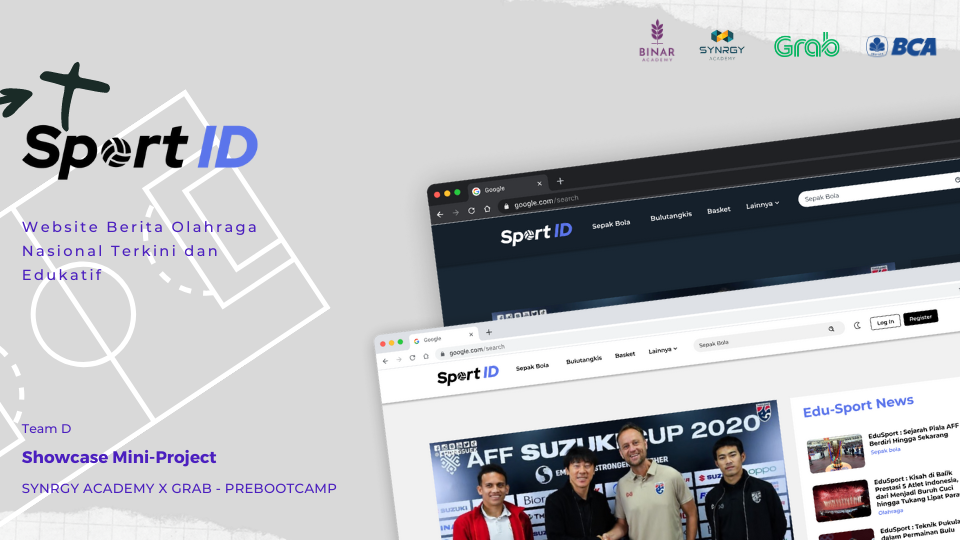 BINAR
ACADEMY
SYNRGY
ACADEMY
Grab
BCA
Sport ID
Website Berita Olahraga
Nasional Terkini dan
Edukatif
Team D
Showcase Mini-Project
SYNRGY ACADEMY X GRAB - PREBOOTCAMP
Google
google.com/search
Sport ID
Sepak Bola
Bulutangkis
Basket
Lainnya
Sepak Bola
Google
google.com/search
Sport ID
Sepak Bola
Bulutangkis
Basket
Lainnya
Sepak Bola
Log In
Register
AFF SUZUKI CUP 2020
SUZUKI
oppo
Edu-Sport News
EduSport : Sejarah Piala AFF
Berdiri Hingga Sekarang
Sepak bola
EduSport : Kisah di Balik
Prestasi 5 Atlet Indonesia,
dari Menjadi Buruh Cuci
hingga Tukang Lipat Para
Olahraga
EduSport : Teknik Pukula
dalam Permainan Bulu